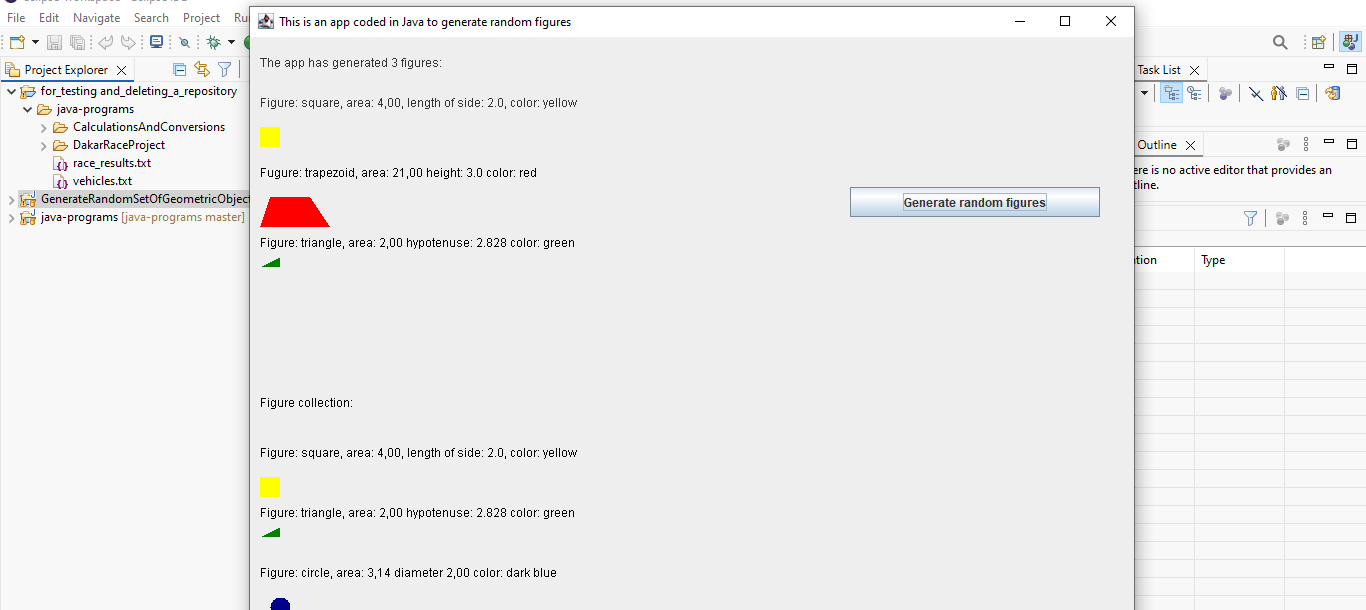 This is an app coded in Java to generate random figures
File Edit Navigate Search Project
Project Explorer
for_testing and_deleting_a_repository
java-programs
CalculationsAndConversions
DakarRaceProject
race_results.txt
vehicles.txt
GenerateRandomSetOfGeometricObject
java-programs [java-programs master]
The app has generated 3 figures:
Figure: square, area: 4,00, length of side: 2.0, color: yellow
Fugure: trapezoid, area: 21,00 height: 3.0 color: red
Figure: triangle, area: 2,00 hypotenuse: 2.828 color: green
Generate random figures
Figure collection:
Figure: square, area: 4,00, length of side: 2.0, color: yellow
Figure: triangle, area: 2,00 hypotenuse: 2.828 color: green
Figure: circle, area: 3,14 diameter 2,00 color: dark blue
Task List
Outline
ere is no active editor that provides an
tline.
Type